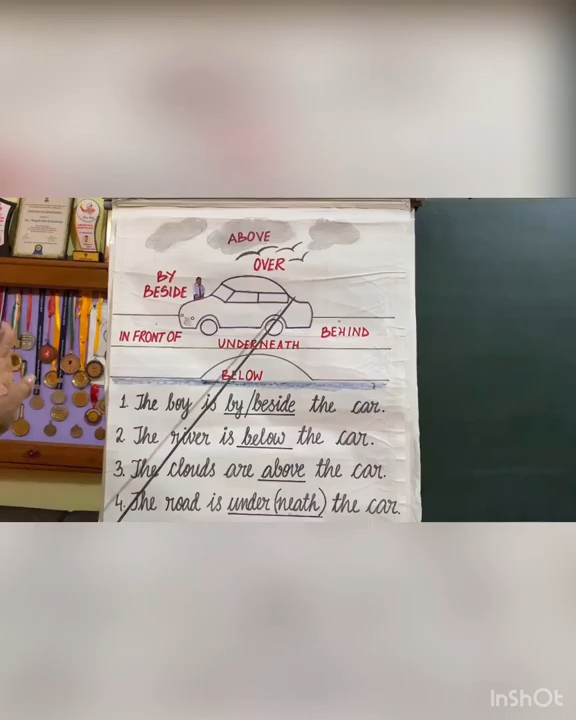 ABOVE
OVER
BY
BESIDE
IN FRONT OF
BEHIND
UNDERNEATH
BELOW
1. The boy is by/beside the car.
2 The river is below the car.
3. The clouds are above the car.
4. The road is under(neath) the car.
InShOt